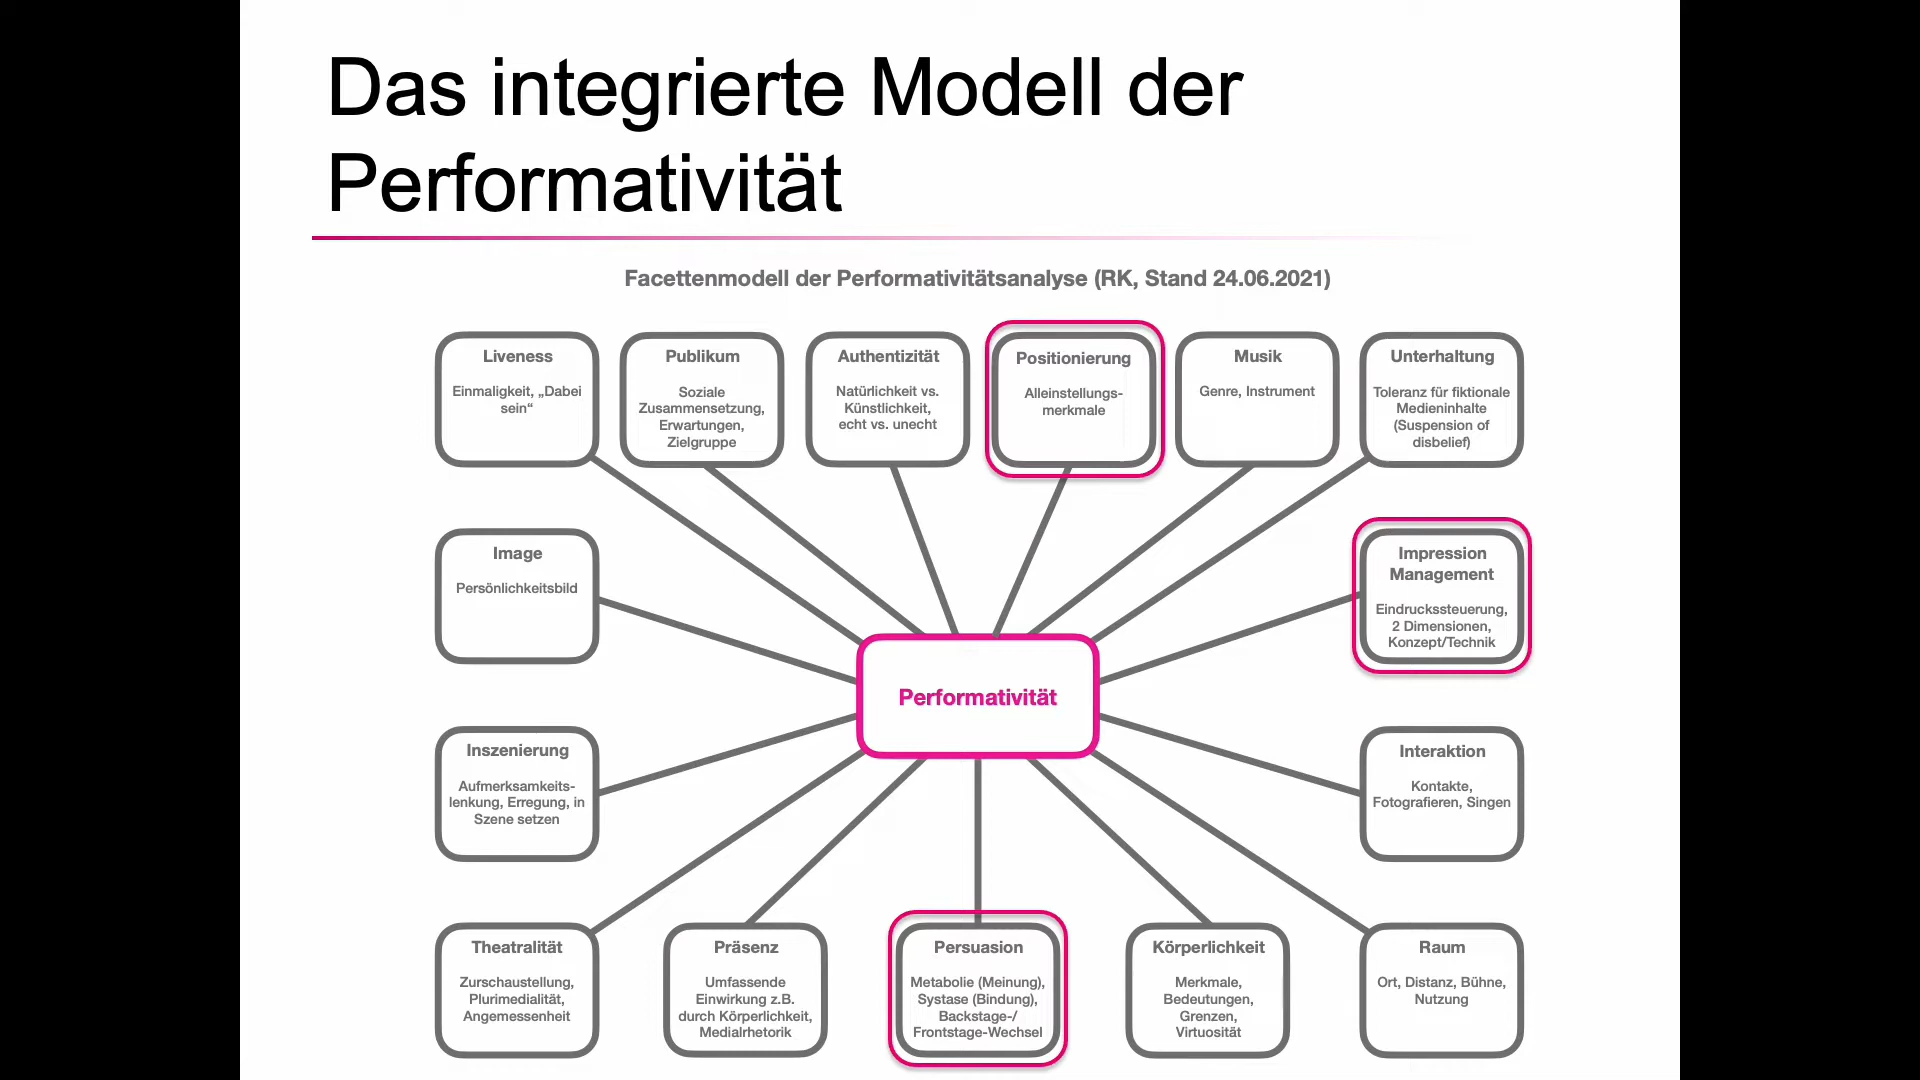 Das integrierte Modell der
Performativität
Facettenmodell der Performativitätsanalyse (RK, Stand 24.06.2021)
Liveness
Einmaligkeit, „Dabei
sein“
Publikum
Soziale
Zusammensetzung,
Erwartungen,
Zielgruppe
Authentizität
Natürlichkeit vs.
Künstlichkeit,
echt vs. unecht
Positionierung
Alleinstellungs-
merkmale
Musik
Genre, Instrument
Unterhaltung
Toleranz für fiktionale
Medieninhalte
(Suspension of
disbelief)
Image
Persönlichkeitsbild
Impression
Management
Eindruckssteuerung,
2 Dimensionen,
Konzept/Technik
Performativität
Inszenierung
Aufmerksamkeits-
lenkung, Erregung, in
Szene setzen
Interaktion
Kontakte,
Fotografieren, Singen
Theatralität
Zurschaustellung,
Plurimedialität,
Angemessenheit
Präsenz
Umfassende
Einwirkung z.B.
durch Körperlichkeit,
Medialrhetorik
Persuasion
Metabolie (Meinung),
Systase (Bindung),
Backstage-/
Frontstage-Wechsel
Körperlichkeit
Merkmale,
Bedeutungen,
Grenzen,
Virtuosität
Raum
Ort, Distanz, Bühne,
Nutzung